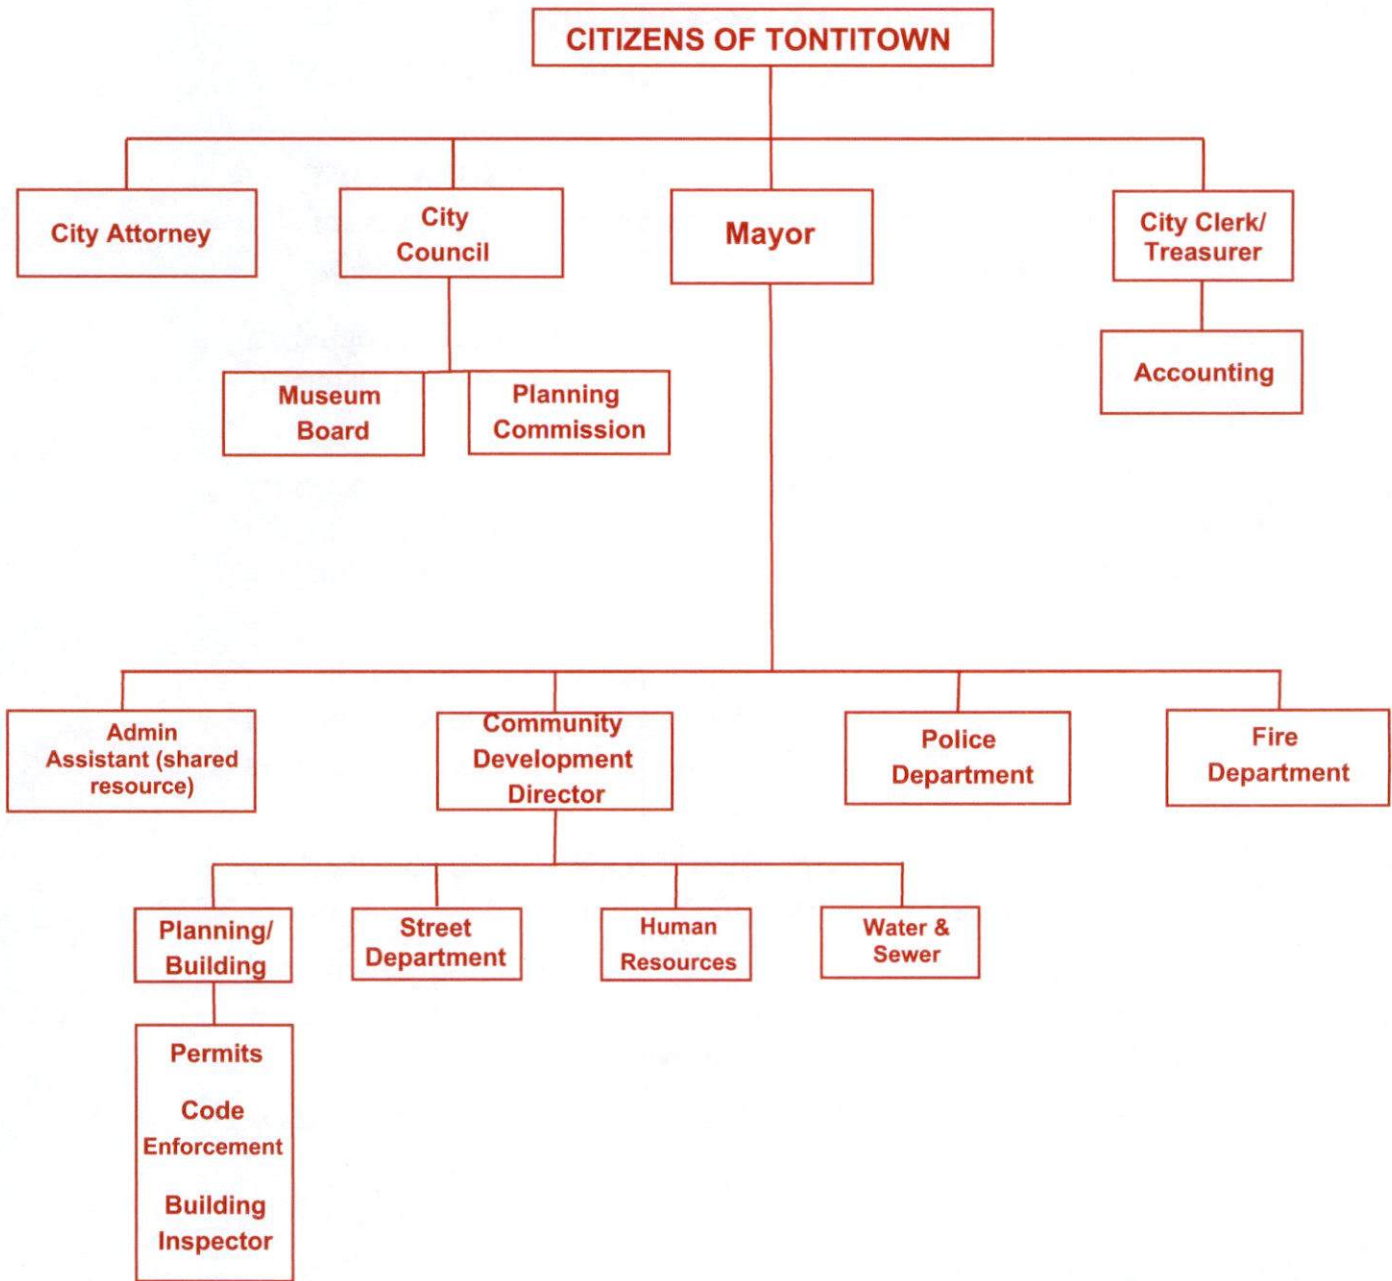 CITIZENS OF TONTITOWN
City Attorney
City
Council
Mayor
City Clerk/
Treasurer
Accounting
Museum
Board
Planning
Commission
Admin
Assistant (shared
resource)
Community
Development
Director
Police
Department
Fire
Department
Planning/
Building
Street
Department
Human
Resources
Water &
Sewer
Permits
Code
Enforcement
Building
Inspector